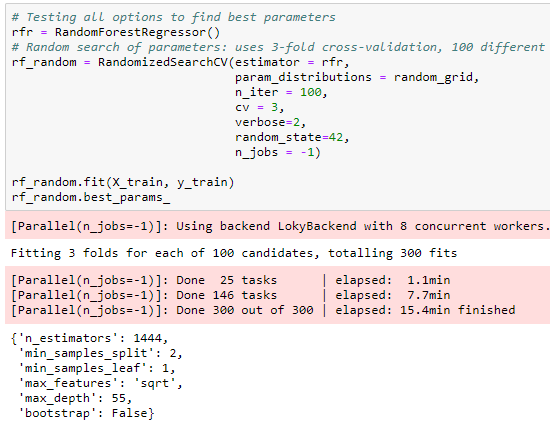 # Testing all options to find best parameters
rfr = RandomForestRegressor()
# Random search of parameters: uses 3-fold cross-validation, 100 different
rf_random = RandomizedSearchCV(estimator = rfr,
param_distributions = random_grid,
n_iter = 100,
cv = 3,
verbose=2,
random_state=42,
n_jobs = -1)
rf_random.fit(X_train, y_train)
rf_random.best_params_
[Parallel(n_jobs=-1)]: Using backend LokyBackend with 8 concurrent workers.
Fitting 3 folds for each of 100 candidates, totalling 300 fits
[Parallel(n_jobs=-1)]: Done  25 tasks      | elapsed:  1.1min
[Parallel(n_jobs=-1)]: Done 146 tasks      | elapsed:  7.7min
[Parallel(n_jobs=-1)]: Done 300 out of 300 | elapsed: 15.4min finished
{'n_estimators': 1444,
'min_samples_split': 2,
'min_samples_leaf': 1,
'max_features': 'sqrt',
'max_depth': 55,
'bootstrap': False}